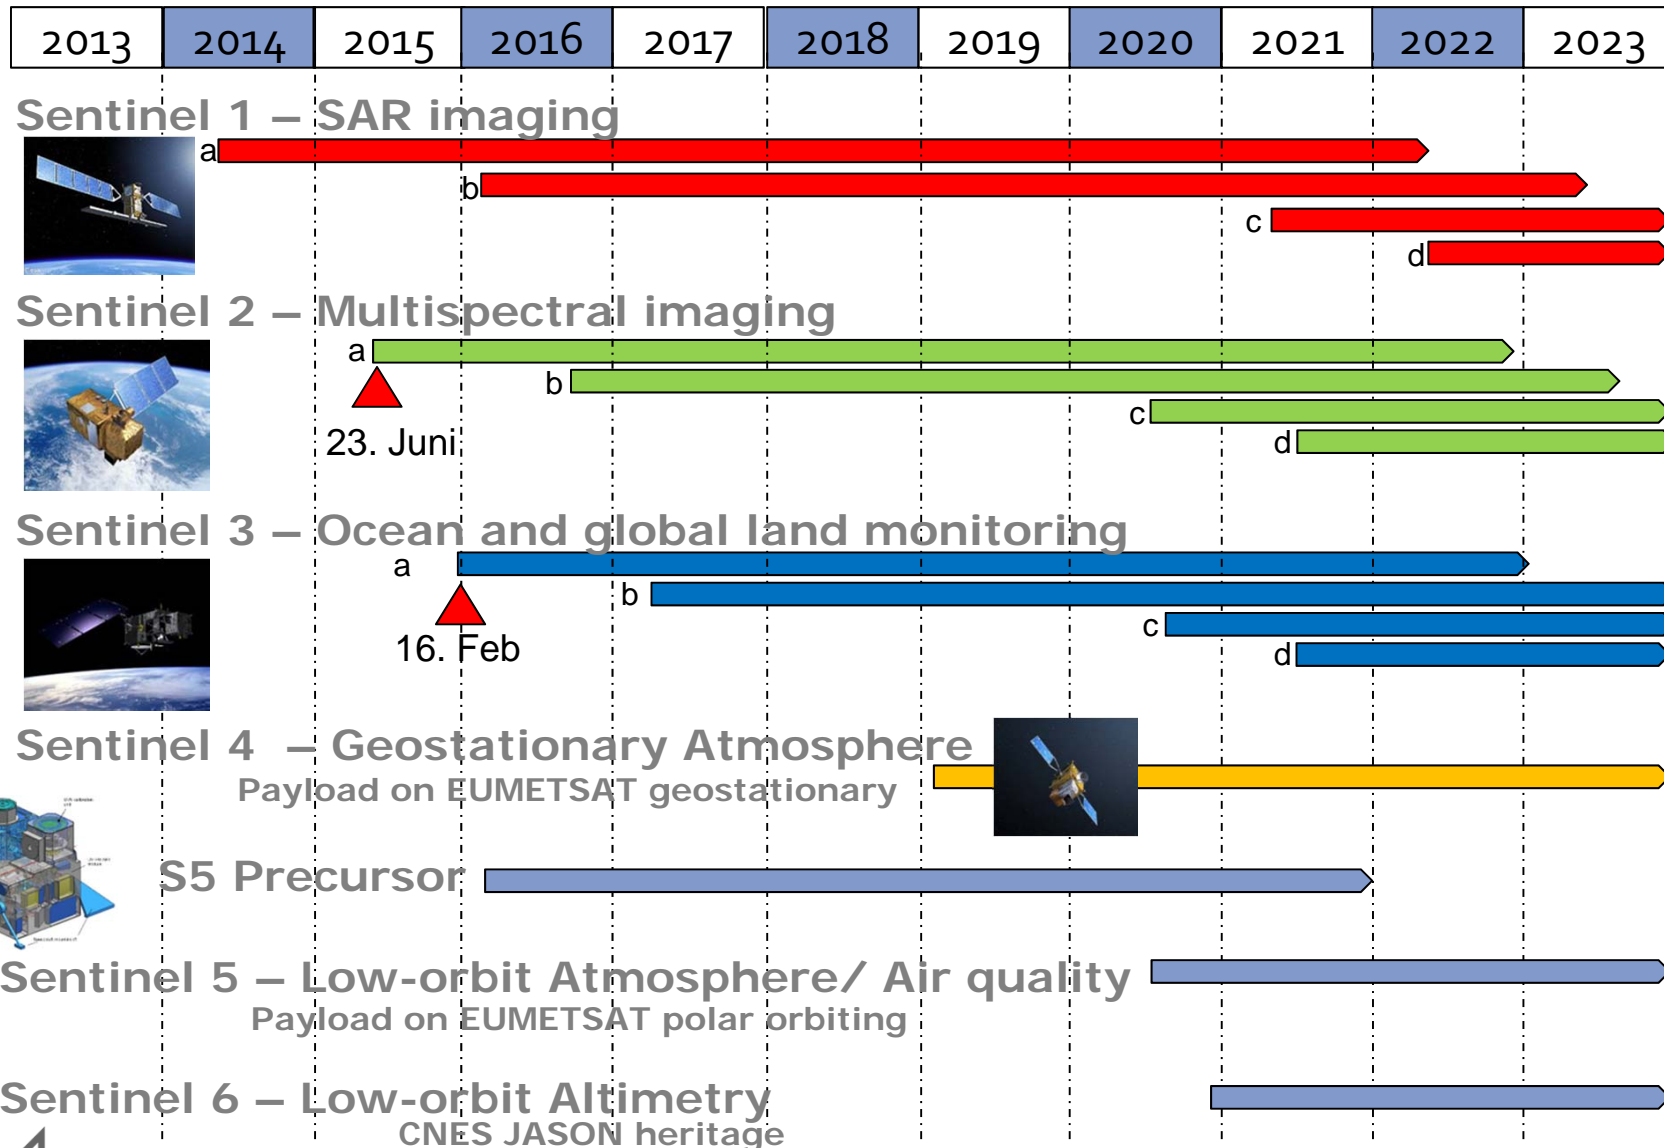 2013 2014 2015 2016 2017 2018 2019 2020 2021 2022 2023
Sentinel 1 – SAR imaging
a
b
c
d
Sentinel 2 – Multispectral imaging
a
b
c
23. Juni
d
Sentinel 3 – Ocean and global land monitoring
a
b
c
16. Feb
d
Sentinel 4 – Geostationary Atmosphere
Payload on EUMETSAT geostationary
S5 Precursor
Sentinel 5 – Low-orbit Atmosphere/ Air quality
Payload on EUMETSAT polar orbiting
Sentinel 6 – Low-orbit Altimetry
CNES JASON heritage